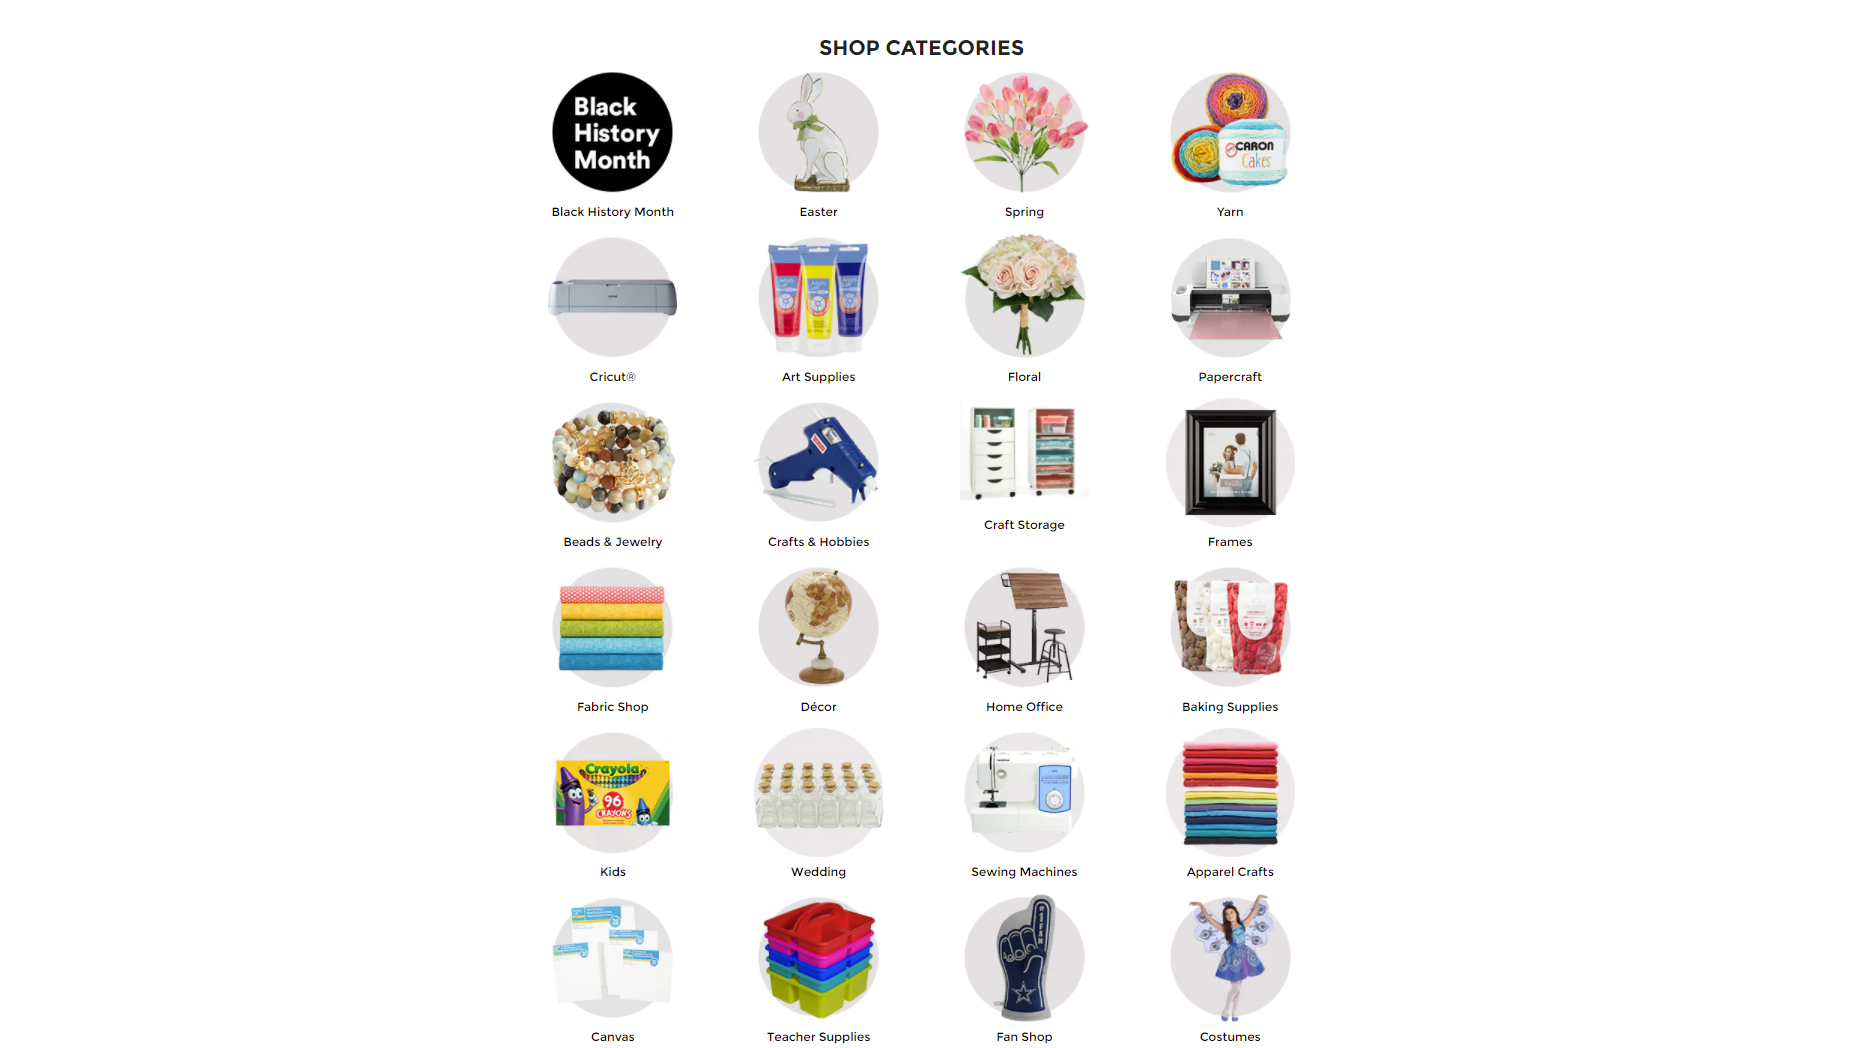 SHOP CATEGORIES
Black
History
Month
CARON
Cakes
Black History Month
Easter
Spring
Yarn
Cricut®
Art Supplies
Floral
Papercraft
Beads & Jewelry
Crafts & Hobbies
Craft Storage
Frames
Fabric Shop
Décor
Home Office
Baking Supplies
Crayola
96
CRAYONS
Kids
Wedding
Sewing Machines
Apparel Crafts
#1 FAN
Canvas
Teacher Supplies
Fan Shop
Costumes